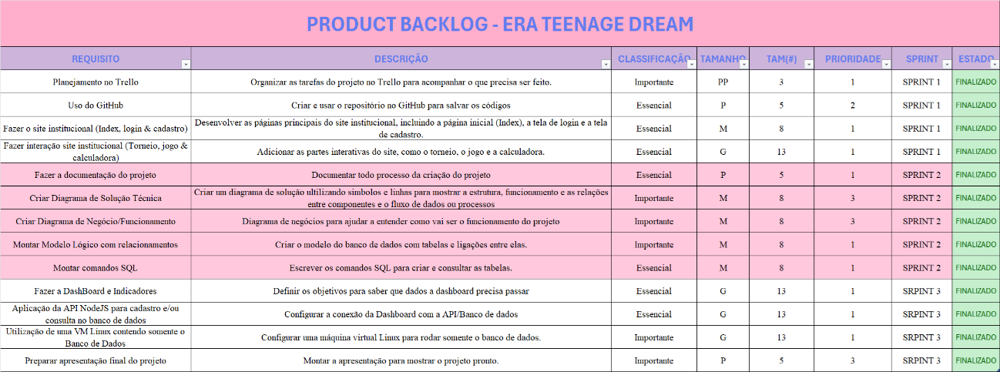 PRODUCT BACKLOG - ERA TEENAGE DREAM
REQUISITO DESCRIÇÃO CLASSIFICAÇÃO TAMANHO TAM(#) PRIORIDADE SPRINT ESTADO
Planejamento no Trello Organizar as tarefas do projeto no Trello para acompanhar o que precisa ser feito. Importante PP 3 1 SPRINT 1 FINALIZADO
Uso do GitHub Criar e usar o repositório no GitHub para salvar os códigos Essencial P 5 2 SPRINT 1 FINALIZADO
Fazer o site institucional (Index, login & cadastro) Desenvolver as páginas principais do site institucional, incluindo a página inicial (Index), a tela de login e a tela
de cadastro. Essencial M 8 1 SPRINT 1 FINALIZADO
Fazer interação site institucional (Torneio, jogo &
calculadora) Adicionar as partes interativas do site, como o torneio, o jogo e a calculadora. Essencial G 13 1 SPRINT 1 FINALIZADO
Fazer a documentação do projeto Documentar todo processo da criação do projeto Essencial P 5 1 SPRINT 2 FINALIZADO
Criar Diagrama de Solução Técnica Criar un diagrama de solução ultilizando simbolos e linhas para mostrar a estrutura, funcionamento e as relações
entre componentes e o fluxo de dados ou processos Importante M 8 3 SPRINT 2 FINALIZADO
Criar Diagrama de Negócio/Funcionamento Diagrama de negócios para ajudar a entender como vai ser o funcionamento do projeto Importante M 8 3 SPRINT 2 FINALIZADO
Montar Modelo Lógico com relacionamentos Criar o modelo do banco de dados com tabelas e ligações entre elas. Importante M 8 1 SPRINT 2 FINALIZADO
Montar comandos SQL Escrever os comandos SQL para criar e consultar as tabelas. Essencial M 8 1 SPRINT 2 FINALIZADO
Fazer a DashBoard e Indicadores Definir os objetivos para saber que dados a dashboard precisa passar Essencial G 13 1 SRPINT 3 FINALIZADO
Aplicação da API NodeJS para cadastro e/ou
consulta no banco de dados Configurar a conexão da Dashboard com a API/Banco de dados Essencial G 13 1 SRPINT 3 FINALIZADO
Utilização de uma VM Linux contendo somente o
Banco de Dados Configurar uma máquina virtual Linux para rodar somente o banco de dados. Importante G 13 1 SRPINT 3 FINALIZADO
Preparar apresentação final do projeto Montar a apresentação para mostrar o projeto pronto. Importante P 5 3 SRPINT 3 FINALIZADO